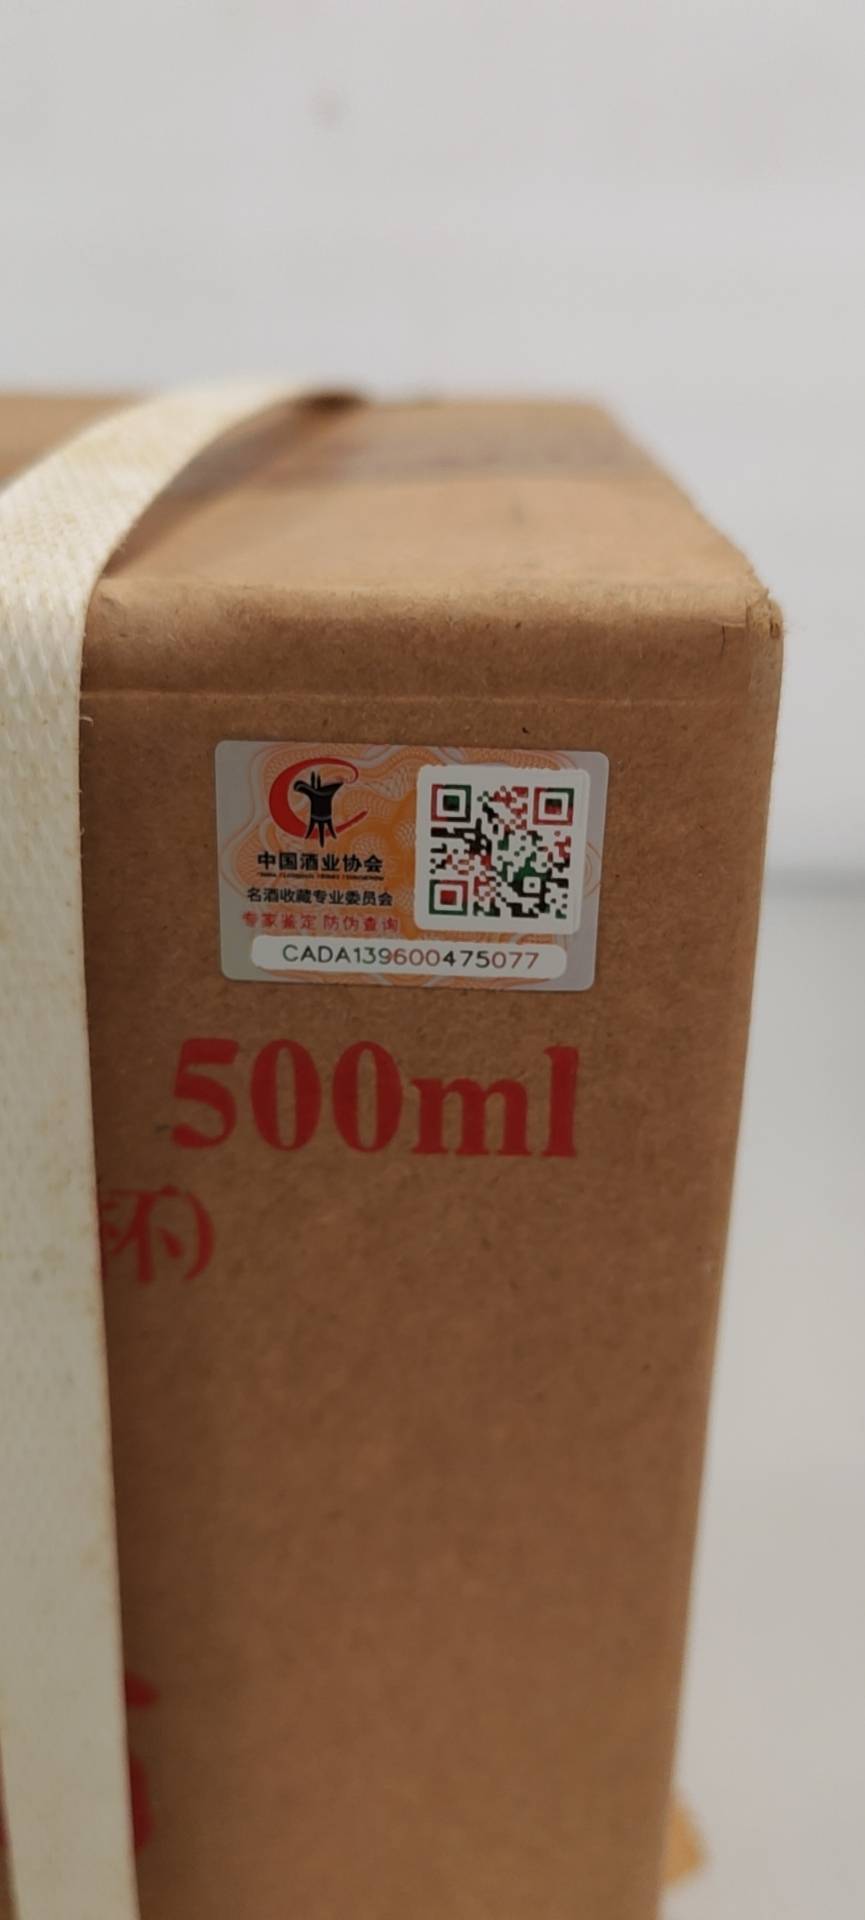 中国酒业协会
名酒收藏专业委员会
专家鉴定 防伪查询
CADA139600475077
500ml
杯)